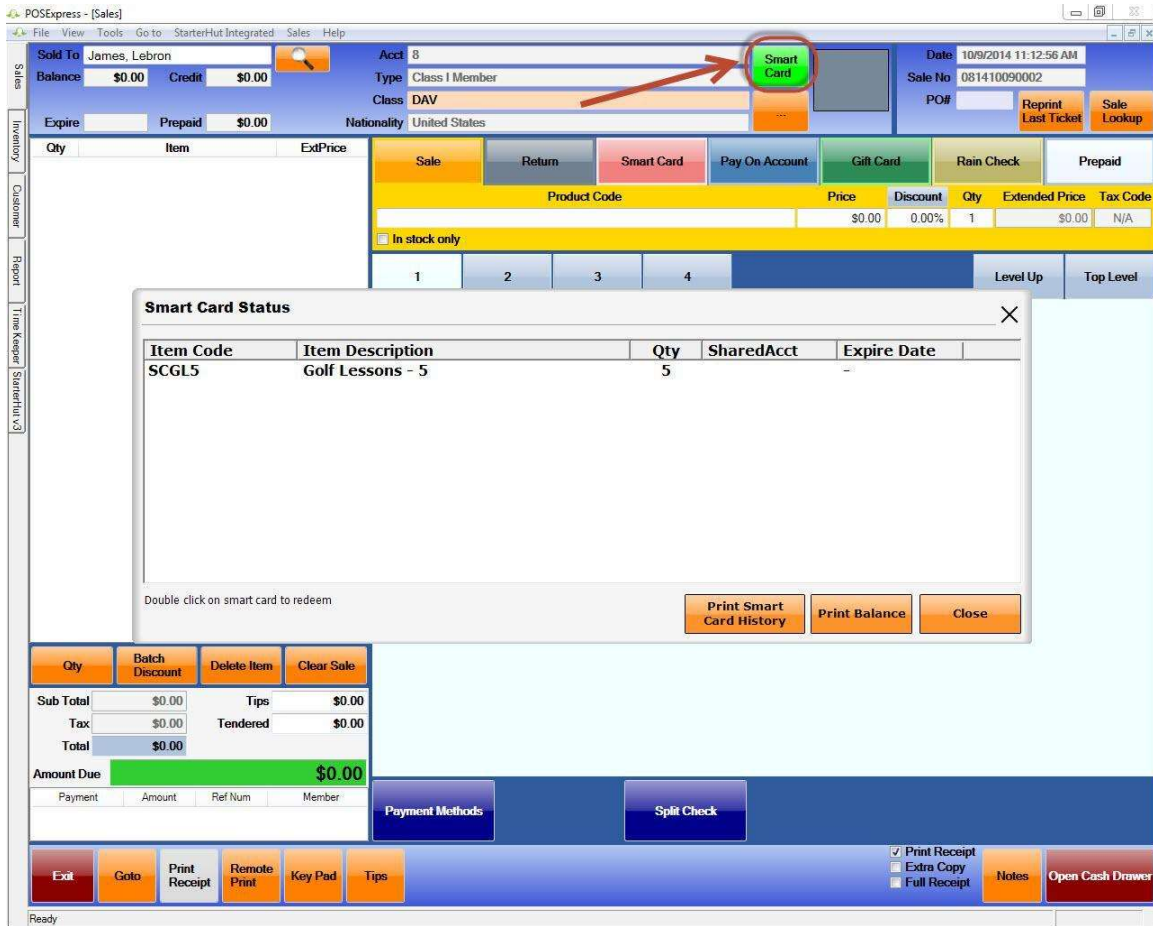 POSExpress - [Sales]
File View Tools Go to StarterHut Integrated Sales Help
Sales
Inventory
Customer
Report
Time Keeper
StarterHut v3
Sold To James, Lebron
Balance $0.00 Credit $0.00
Expire Prepaid $0.00
Acct 8
Type Class I Member
Class DAV
Nationality United States
Smart Card
...
Date 10/9/2014 11:12:56 AM
Sale No 081410090002
PO#
Reprint Last Ticket
Sale Lookup
Qty Item ExtPrice
Sale Return Smart Card Pay On Account Gift Card Rain Check Prepaid
Product Code Price Discount Qty Extended Price Tax Code
$0.00 0.00% 1 $0.00 N/A
In stock only
1 2 3 4 Level Up Top Level
Smart Card Status
Item Code Item Description Qty SharedAcct Expire Date
SCGL5 Golf Lessons - 5 5 -
Double click on smart card to redeem
Print Smart Card History
Print Balance
Close
Qty
Batch Discount
Delete Item
Clear Sale
Sub Total $0.00 Tips $0.00
Tax $0.00 Tendered $0.00
Total $0.00
Amount Due $0.00
Payment Amount Ref Num Member
Payment Methods
Split Check
Exit
Goto
Print Receipt
Remote Print
Key Pad
Tips
Print Receipt
Extra Copy
Full Receipt
Notes
Open Cash Drawer
Ready